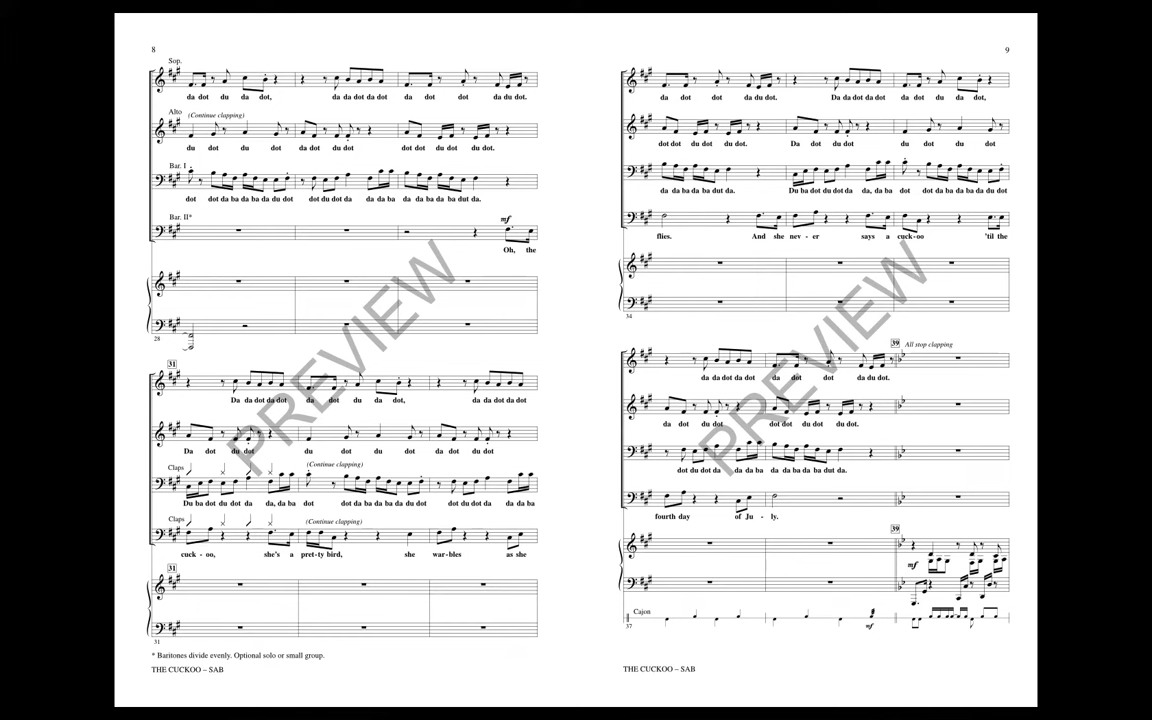 8
Sop.
da dot du da dot, da da dot da dot da dot dot da du dot.
Alto (Continue clapping)
du dot du dot da dot du dot dot dot du dot du dot.
Bar. I
dot dot da ba da ba da du dot dot du dot da da da ba da da ba da ba du da.
Bar. II*
mf
Oh, the
28
31
Da da dot da dot da dot du da dot, da da dot da dot
Da dot du dot du dot du dot da dot du dot
Claps (Continue clapping)
Du ba dot du dot da da, da ba dot dot da ba da ba da du dot dot du dot da da da ba
Claps (Continue clapping)
cuck - oo, she's a pret - ty bird, she war - bles as she
31
31
* Baritones divide evenly. Optional solo or small group.
THE CUCKOO – SAB
9
da dot dot da du dot. Da da dot da dot da dot du da dot,
dot dot du dot du dot. Da dot du dot du dot du dot
da da ba da ba dut da. Du ba dot du dot da da, da ba dot dot da ba da ba da du dot
flies. And she nev - er says a cuck - oo 'til the
34
39 All stop clapping
da da dot da dot da dot dot da du dot.
da dot du dot dot dot du dot du dot.
dot du dot da da da ba da da ba da ba dut da.
fourth day of Ju - ly.
39
mf
Cajon
mf
37
THE CUCKOO – SAB
PREVIEW
PREVIEW